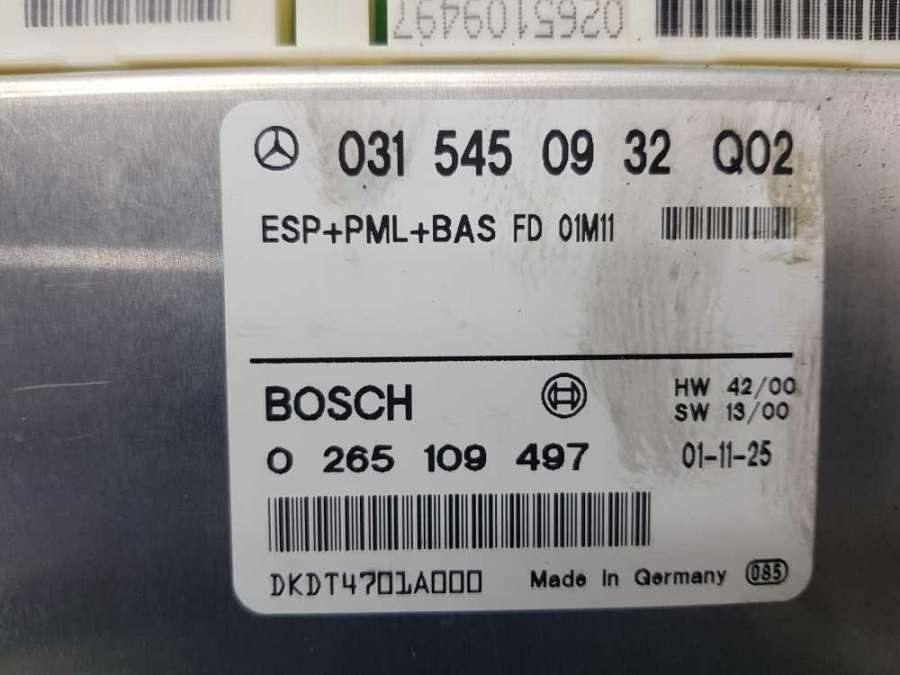 0265109497
031 545 09 32 Q02
ESP+PML+BAS FD 01M11
BOSCH
HW 42/00
SW 13/00
0 265 109 497
01-11-25
DKDT4701A000
Made In Germany 085